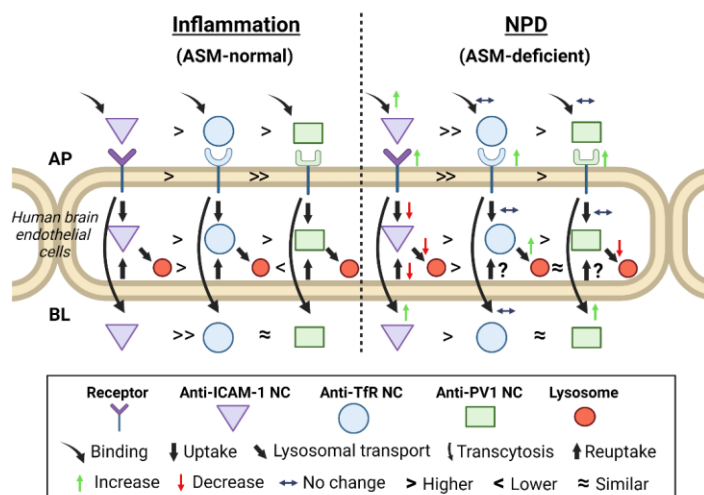 Inflammation NPD
(ASM-normal) (ASM-deficient)
> > >> >
AP
> >> >> >
Human brain
endothelial
cells
> > > >
> < > ? ≈ ?
BL
>> ≈ > ≈
Receptor Anti-ICAM-1 NC Anti-TfR NC Anti-PV1 NC Lysosome
Binding Uptake Lysosomal transport Transcytosis Reuptake
Increase Decrease No change > Higher < Lower ≈ Similar